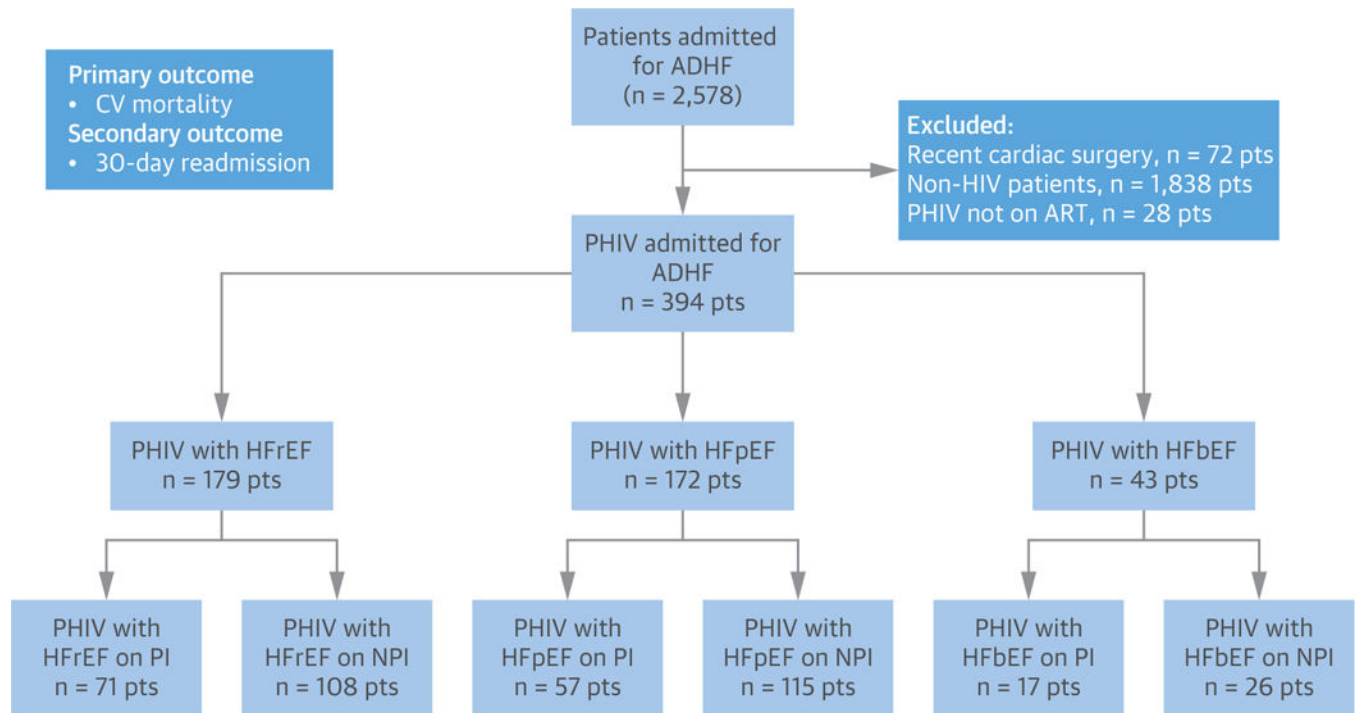 Primary outcome
• CV mortality
Secondary outcome
• 30-day readmission
Patients admitted
for ADHF
(n = 2,578)
Excluded:
Recent cardiac surgery, n = 72 pts
Non-HIV patients, n = 1,838 pts
PHIV not on ART, n = 28 pts
PHIV admitted for
ADHF
n = 394 pts
PHIV with HFrEF
n = 179 pts
PHIV with HFpEF
n = 172 pts
PHIV with HFbEF
n = 43 pts
PHIV with
HFrEF on PI
n = 71 pts
PHIV with
HFrEF on NPI
n = 108 pts
PHIV with
HFpEF on PI
n = 57 pts
PHIV with
HFpEF on NPI
n = 115 pts
PHIV with
HFbEF on PI
n = 17 pts
PHIV with
HFbEF on NPI
n = 26 pts